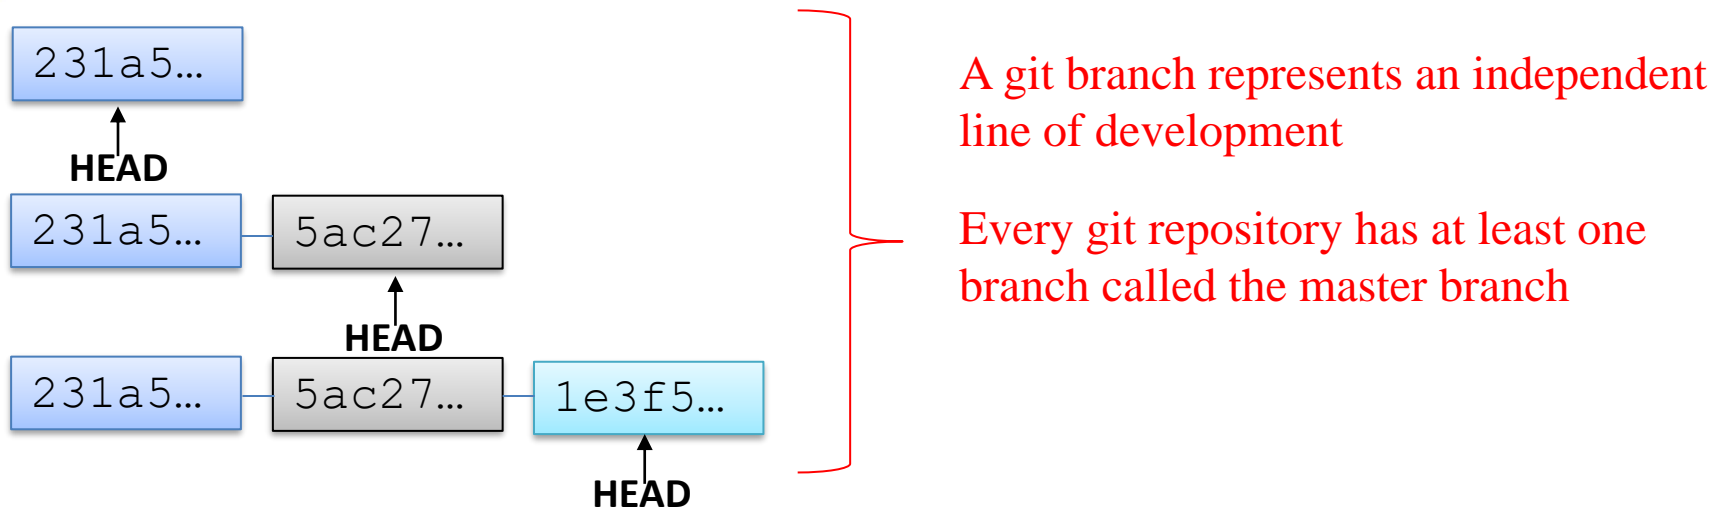 231a5…
HEAD
231a5… 5ac27…
HEAD
231a5… 5ac27… 1e3f5…
HEAD
A git branch represents an independent
line of development
Every git repository has at least one
branch called the master branch